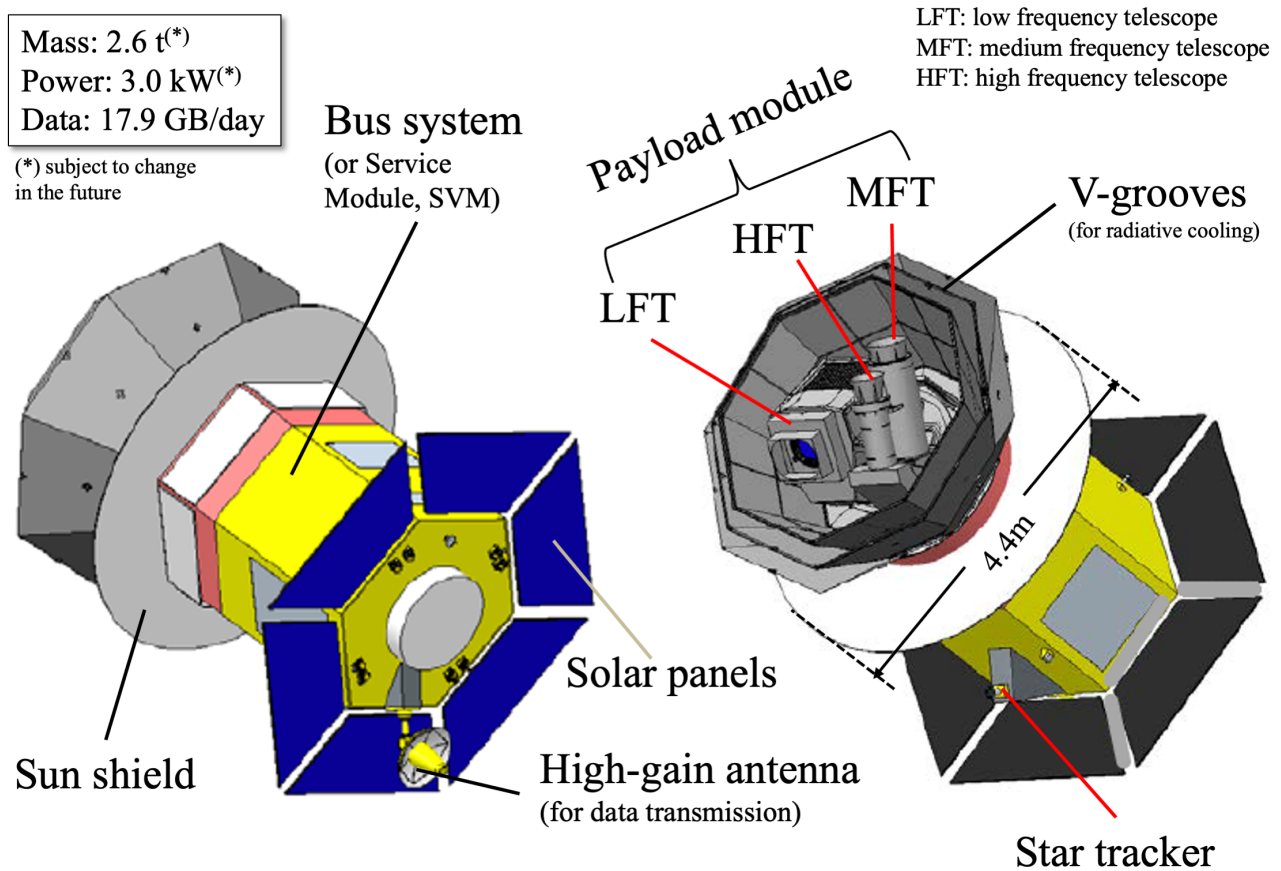 Mass: 2.6 t(*)
Power: 3.0 kW(*)
Data: 17.9 GB/day
(*) subject to change
in the future
LFT: low frequency telescope
MFT: medium frequency telescope
HFT: high frequency telescope
Bus system
(or Service
Module, SVM)
Payload module
MFT
HFT
LFT
V-grooves
(for radiative cooling)
4.4m
Solar panels
Sun shield
High-gain antenna
(for data transmission)
Star tracker